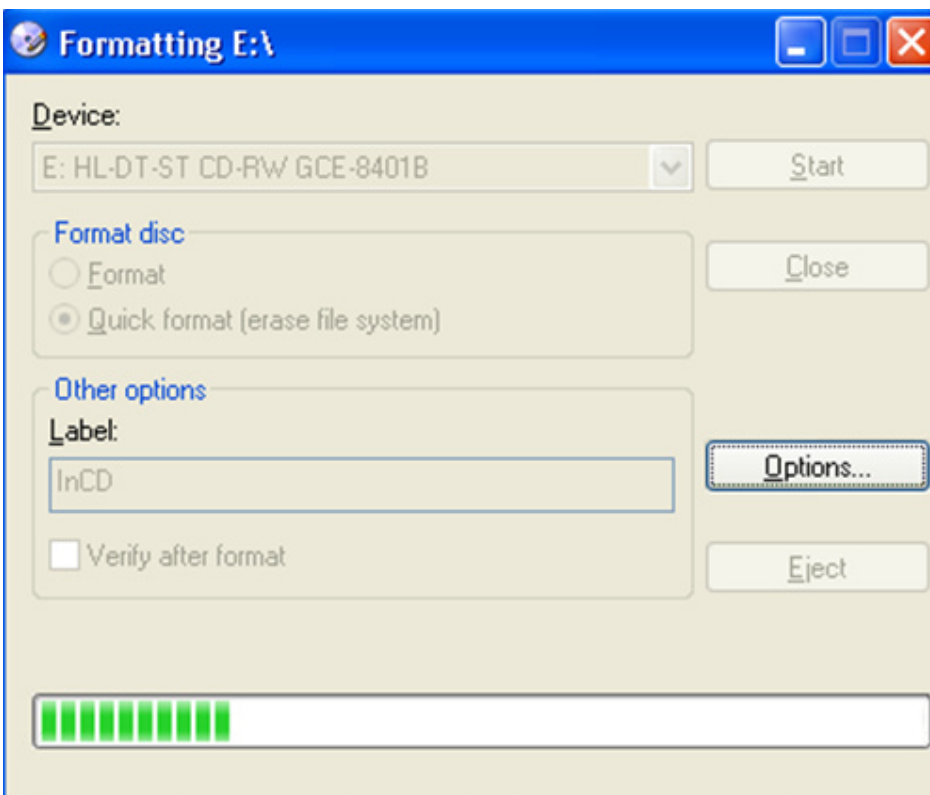 Formatting E:\
Device:
E: HL-DT-ST CD-RW GCE-8401B
Start
Format disc
Format
Close
Quick format (erase file system)
Other options
Label:
InCD
Options...
Verify after format
Eject